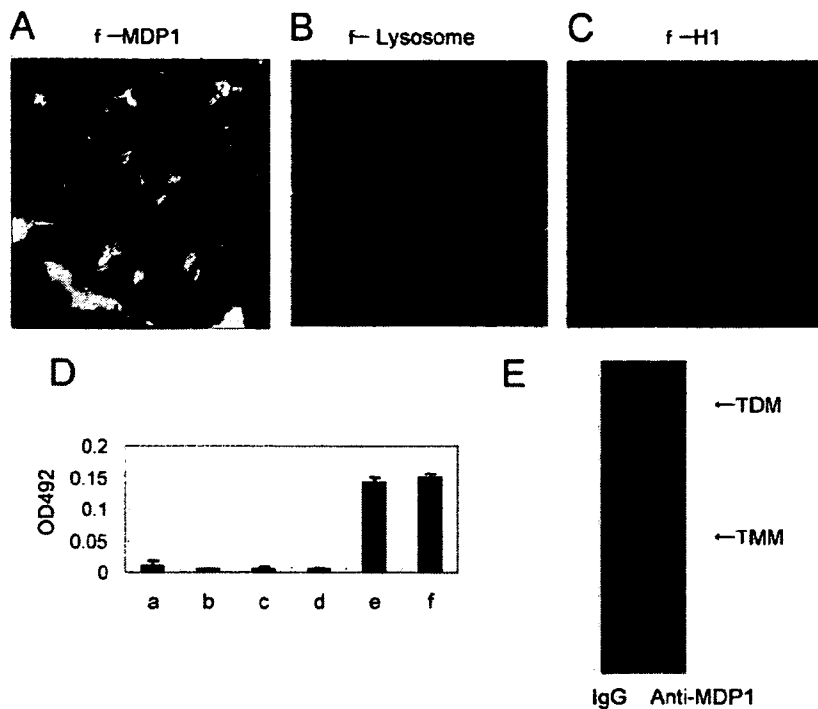 A
f —MDP1
B
f— Lysosome
C
f —H1
D
OD492
0.2
0.15
0.1
0.05
0
a b c d e f
E
←TDM
←TMM
IgG Anti-MDP1